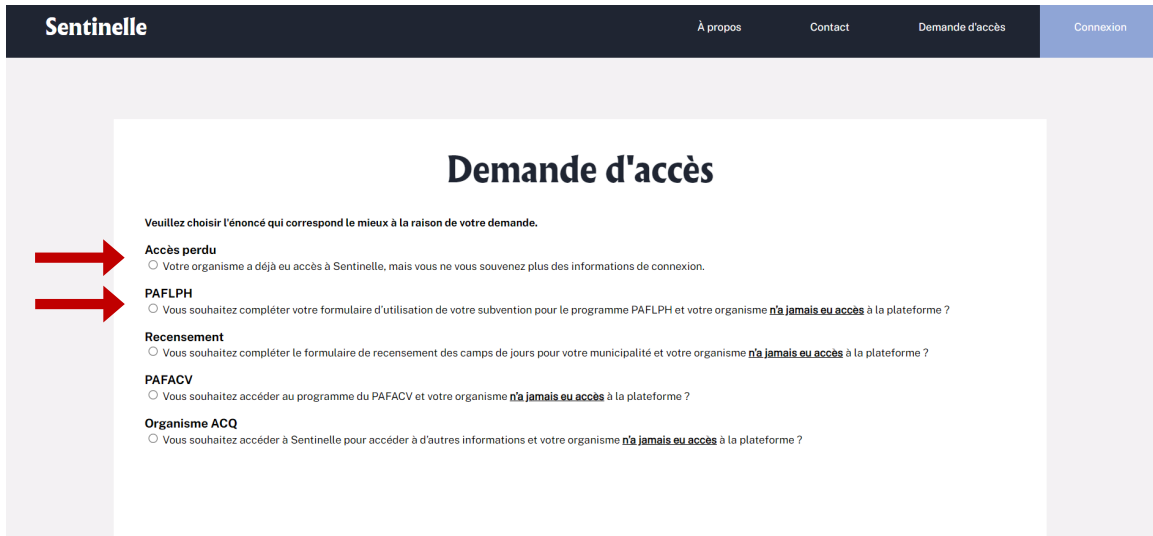 Sentinelle
À propos
Contact
Demande d'accès
Connexion
Demande d'accès
Veuillez choisir l'énoncé qui correspond le mieux à la raison de votre demande.
Accès perdu
Votre organisme a déjà eu accès à Sentinelle, mais vous ne vous souvenez plus des informations de connexion.
PAFLPH
Vous souhaitez compléter votre formulaire d'utilisation de votre subvention pour le programme PAFLPH et votre organisme n'a jamais eu accès à la plateforme ?
Recensement
Vous souhaitez compléter le formulaire de recensement des camps de jours pour votre municipalité et votre organisme n'a jamais eu accès à la plateforme ?
PAFACV
Vous souhaitez accéder au programme du PAFACV et votre organisme n'a jamais eu accès à la plateforme ?
Organisme ACQ
Vous souhaitez accéder à Sentinelle pour accéder à d'autres informations et votre organisme n'a jamais eu accès à la plateforme ?